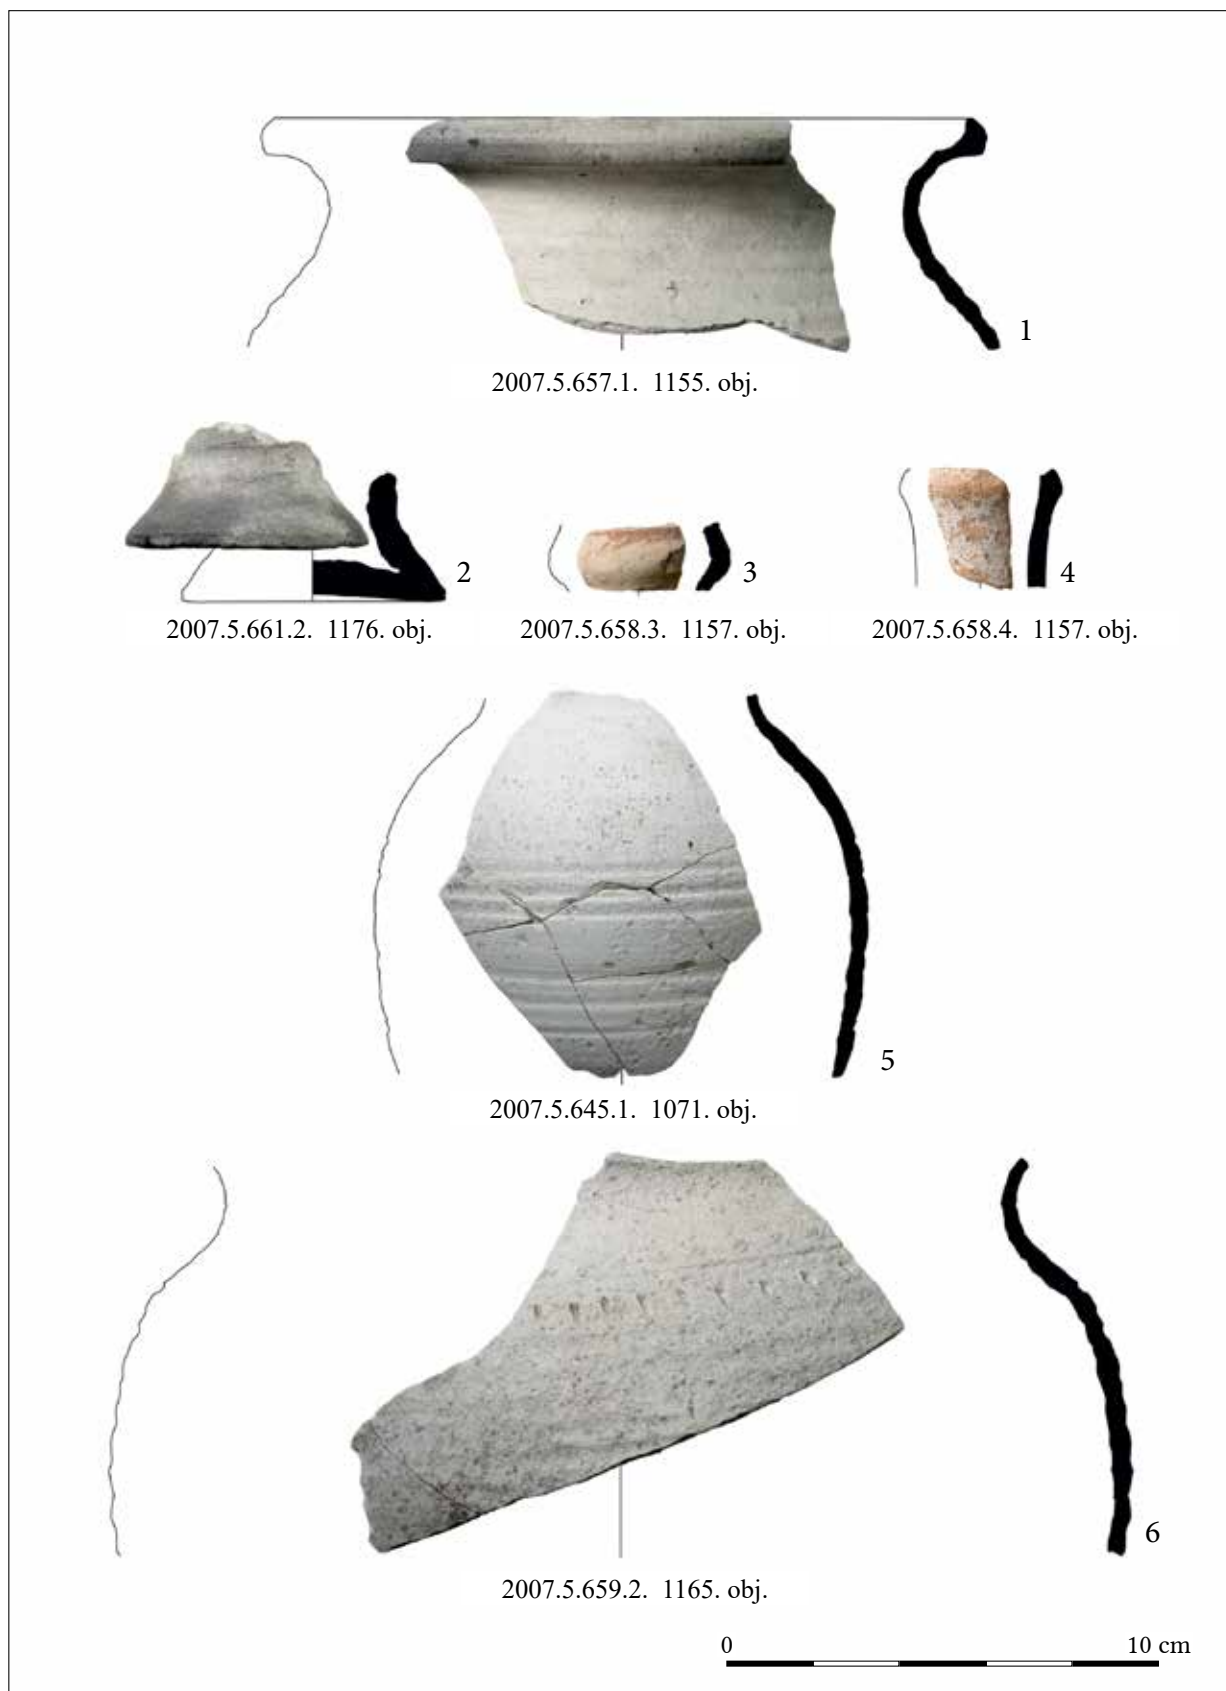 1
2007.5.657.1. 1155. obj.
2
3
4
2007.5.661.2. 1176. obj.
2007.5.658.3. 1157. obj.
2007.5.658.4. 1157. obj.
5
2007.5.645.1. 1071. obj.
6
2007.5.659.2. 1165. obj.
0 10 cm